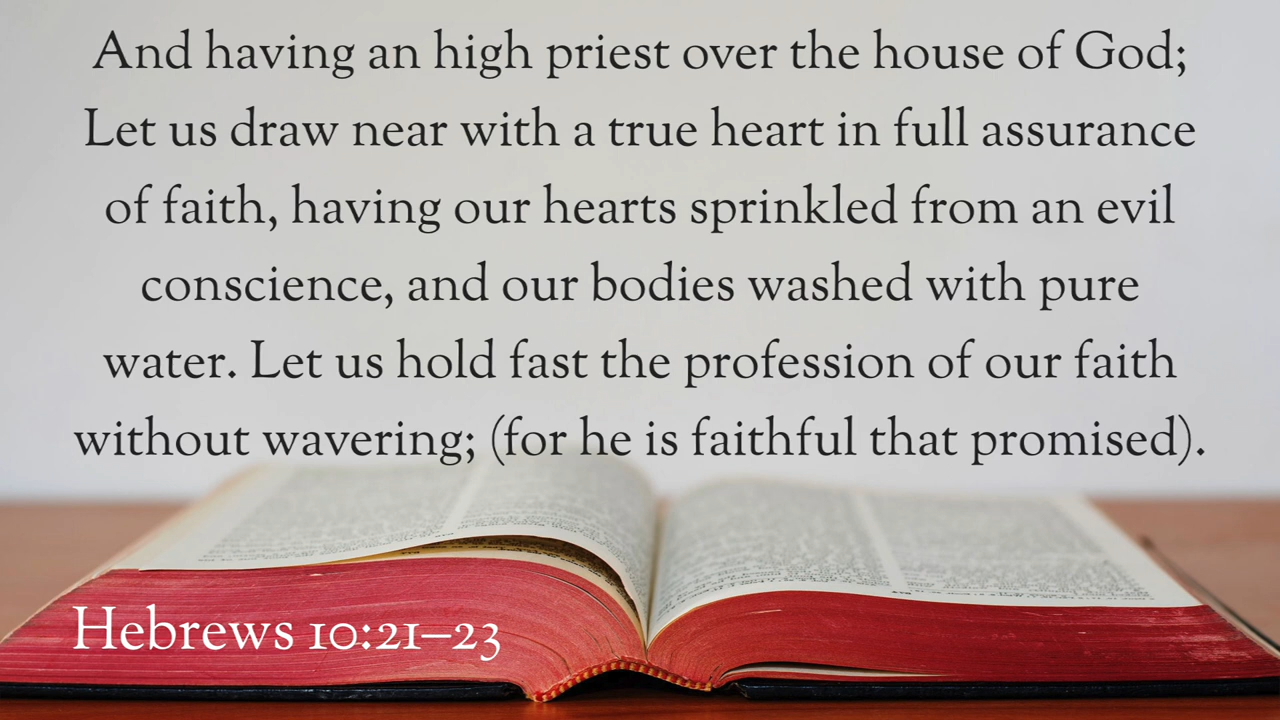 And having an high priest over the house of God;
Let us draw near with a true heart in full assurance
of faith, having our hearts sprinkled from an evil
conscience, and our bodies washed with pure
water. Let us hold fast the profession of our faith
without wavering; (for he is faithful that promised).
Hebrews 10:21–23